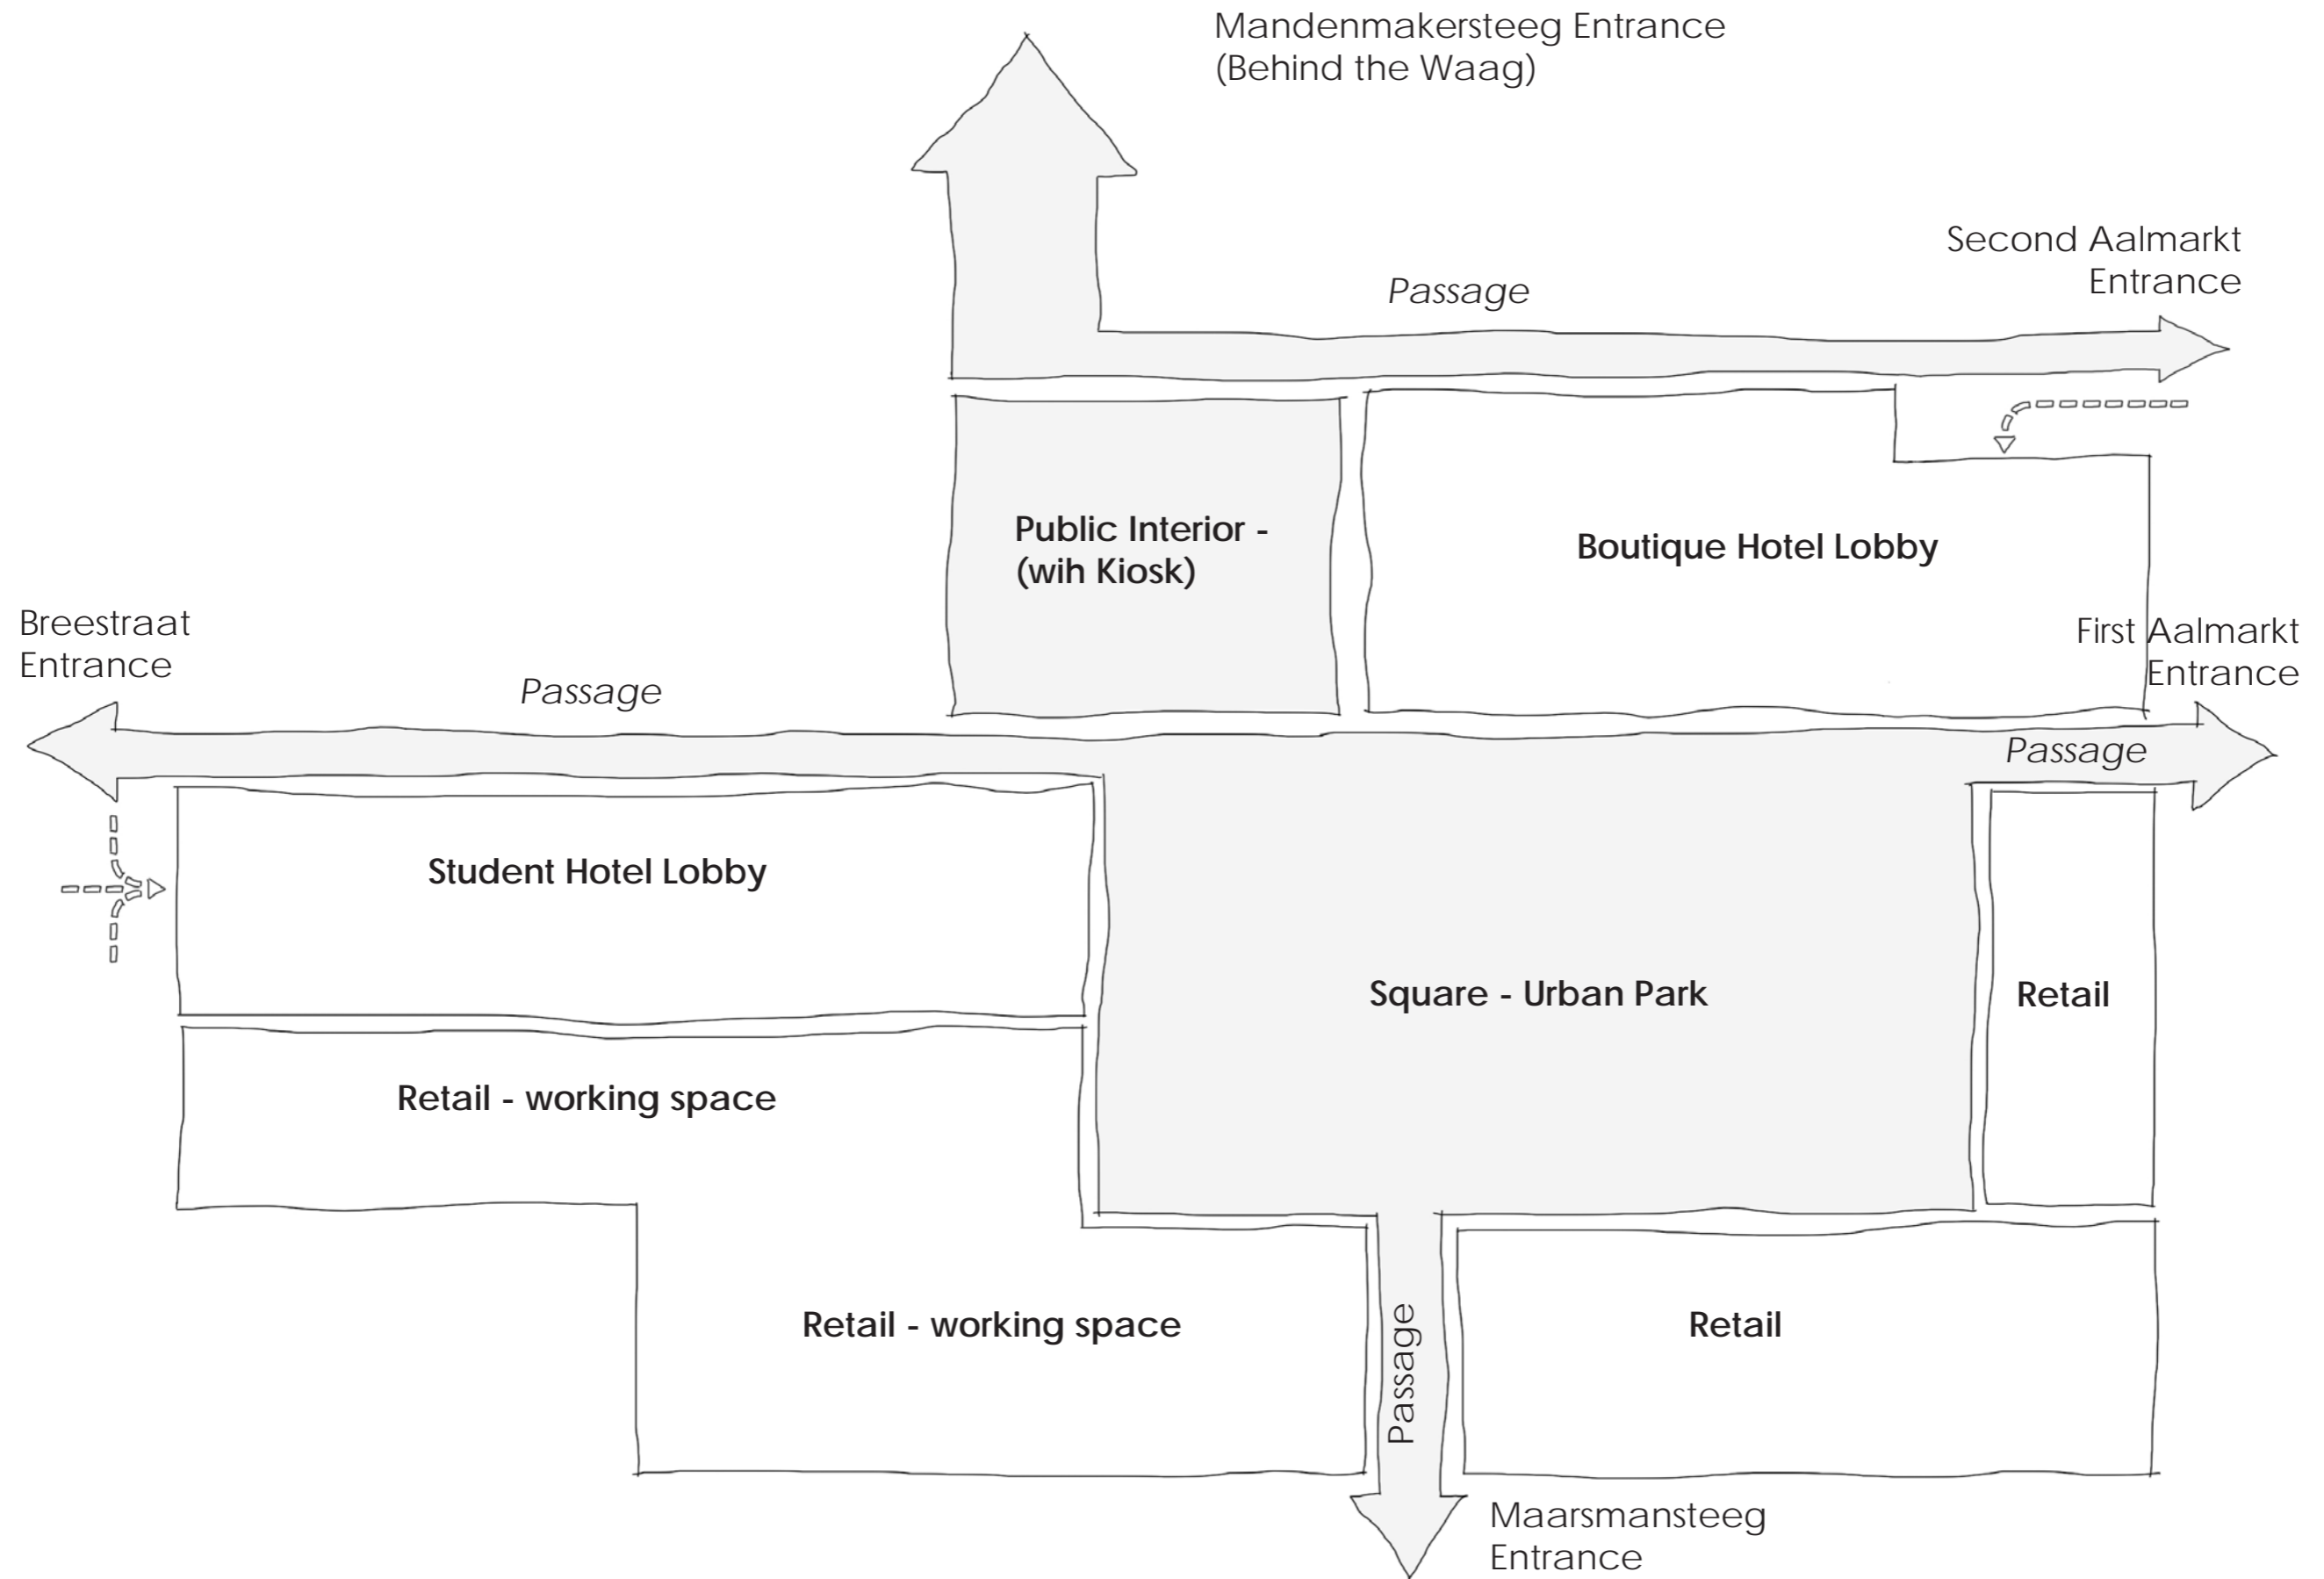 Mandenmakersteeg Entrance
(Behind the Waag)
Second Aalmarkt
Entrance
Passage
Public Interior -
(wih Kiosk)
Boutique Hotel Lobby
Breestraat
Entrance
First Aalmarkt
Entrance
Passage
Passage
Student Hotel Lobby
Square - Urban Park
Retail
Retail - working space
Retail - working space
Passage
Retail
Maarsmansteeg
Entrance